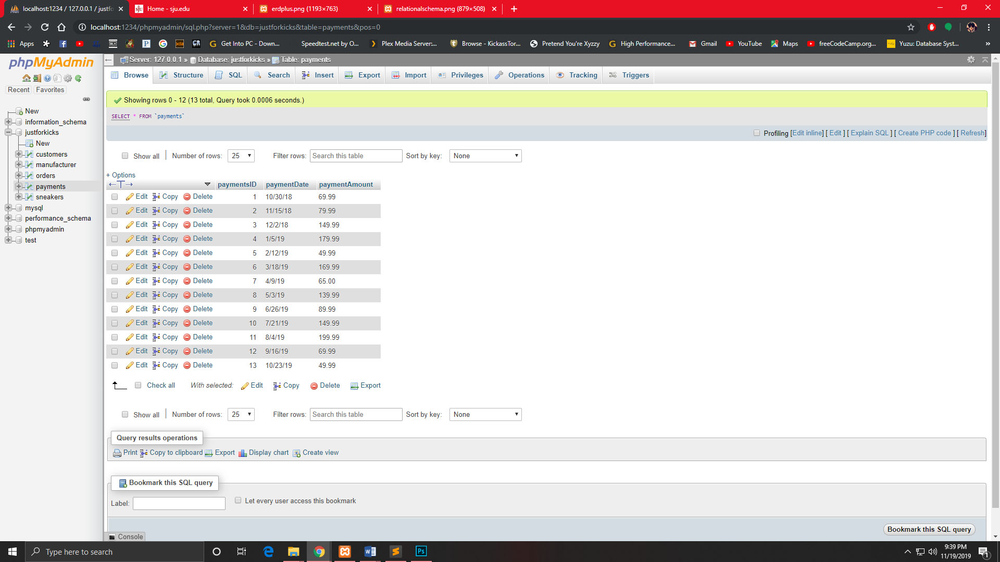 localhost:1234 / 127.0.0.1 / justfo
Home - sju.edu
erdplus.png (1193×763)
relationalschema.png (879×508)
localhost:1234/phpmyadmin/sql.php?server=1&db=justforkicks&table=payments&pos=0
Apps
Get Into PC - Down...
Speedtest.net by O...
Plex Media Server:...
Browse - KickassTor...
Pretend You're Xyzzy
High Performance...
Gmail
YouTube
Maps
freeCodeCamp.org...
Yuzu: Database Syst...
phpMyAdmin
Recent Favorites
New
information_schema
justforkicks
New
customers
manufacturer
orders
payments
sneakers
mysql
performance_schema
phpmyadmin
test
Server: 127.0.0.1 » Database: justforkicks » Table: payments
Browse Structure SQL Search Insert Export Import Privileges Operations Tracking Triggers
Showing rows 0 - 12 (13 total, Query took 0.0006 seconds.)
SELECT * FROM `payments`
Profiling [Edit inline] [ Edit ] [ Explain SQL ] [ Create PHP code ] [ Refresh]
Show all Number of rows: 25 Filter rows: Search this table Sort by key: None
+ Options
paymentsID paymentDate paymentAmount
Edit Copy Delete 1 10/30/18 69.99
Edit Copy Delete 2 11/15/18 79.99
Edit Copy Delete 3 12/2/18 149.99
Edit Copy Delete 4 1/5/19 179.99
Edit Copy Delete 5 2/12/19 49.99
Edit Copy Delete 6 3/18/19 169.99
Edit Copy Delete 7 4/9/19 65.00
Edit Copy Delete 8 5/3/19 139.99
Edit Copy Delete 9 6/26/19 89.99
Edit Copy Delete 10 7/21/19 149.99
Edit Copy Delete 11 8/4/19 199.99
Edit Copy Delete 12 9/16/19 69.99
Edit Copy Delete 13 10/23/19 49.99
Check all With selected: Edit Copy Delete Export
Show all Number of rows: 25 Filter rows: Search this table Sort by key: None
Query results operations
Print Copy to clipboard Export Display chart Create view
Bookmark this SQL query
Label: Let every user access this bookmark
Bookmark this SQL query
Console
Type here to search
9:39 PM
11/19/2019